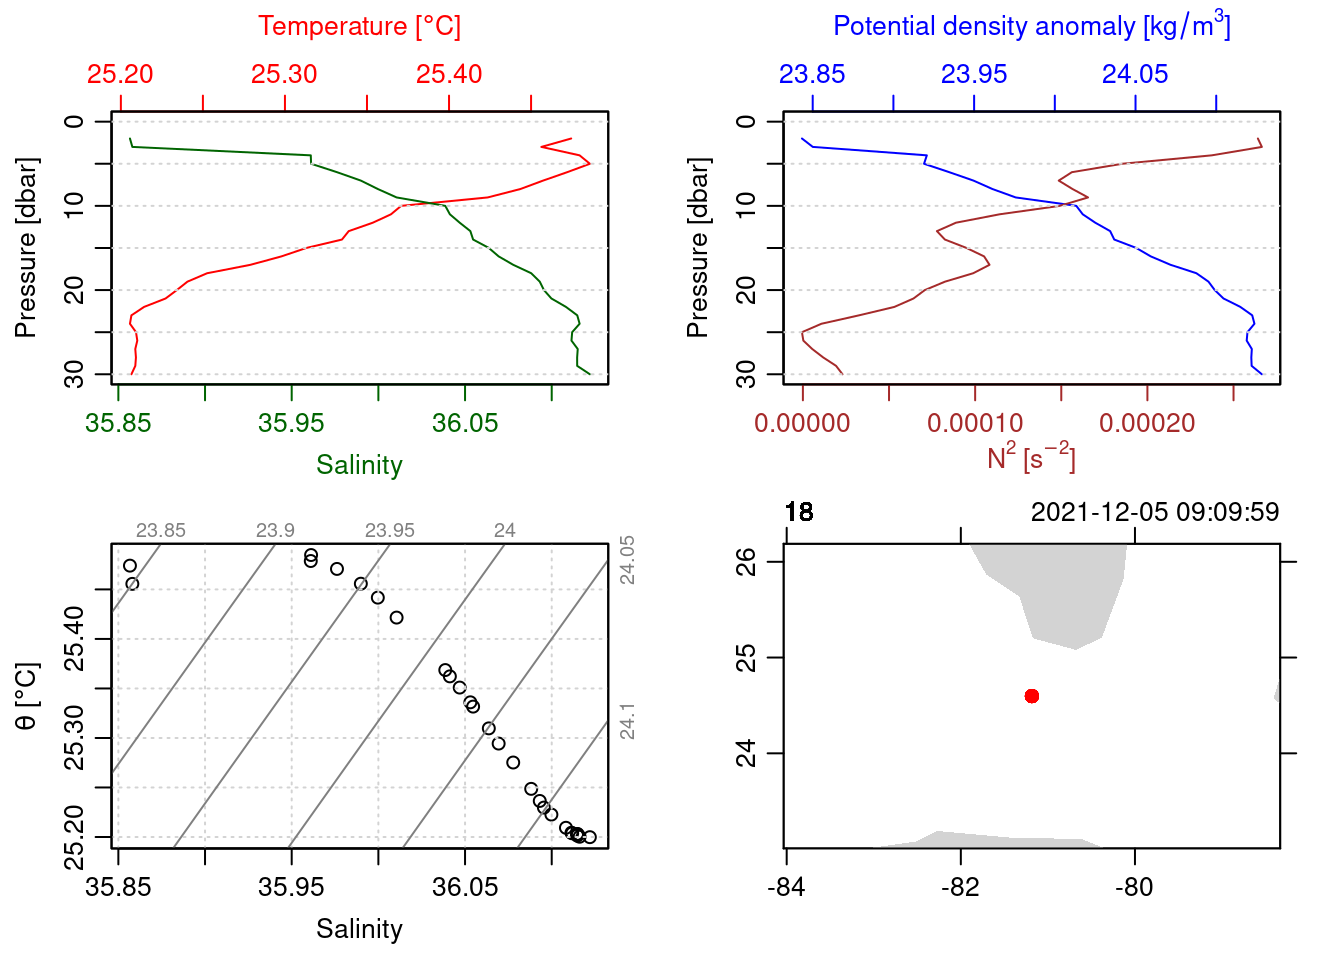 Temperature [°C]
25.20 25.30 25.40
0
10
20
30
Pressure [dbar]
35.85 35.95 36.05
Salinity
Potential density anomaly [kg/m³]
23.85 23.95 24.05
0
10
20
30
Pressure [dbar]
0.00000 0.00010 0.00020
N² [s⁻²]
23.85 23.9 23.95 24
24.05
24.1
25.40
25.30
25.20
θ [°C]
35.85 35.95 36.05
Salinity
18 2021-12-05 09:09:59
26
25
24
-84 -82 -80